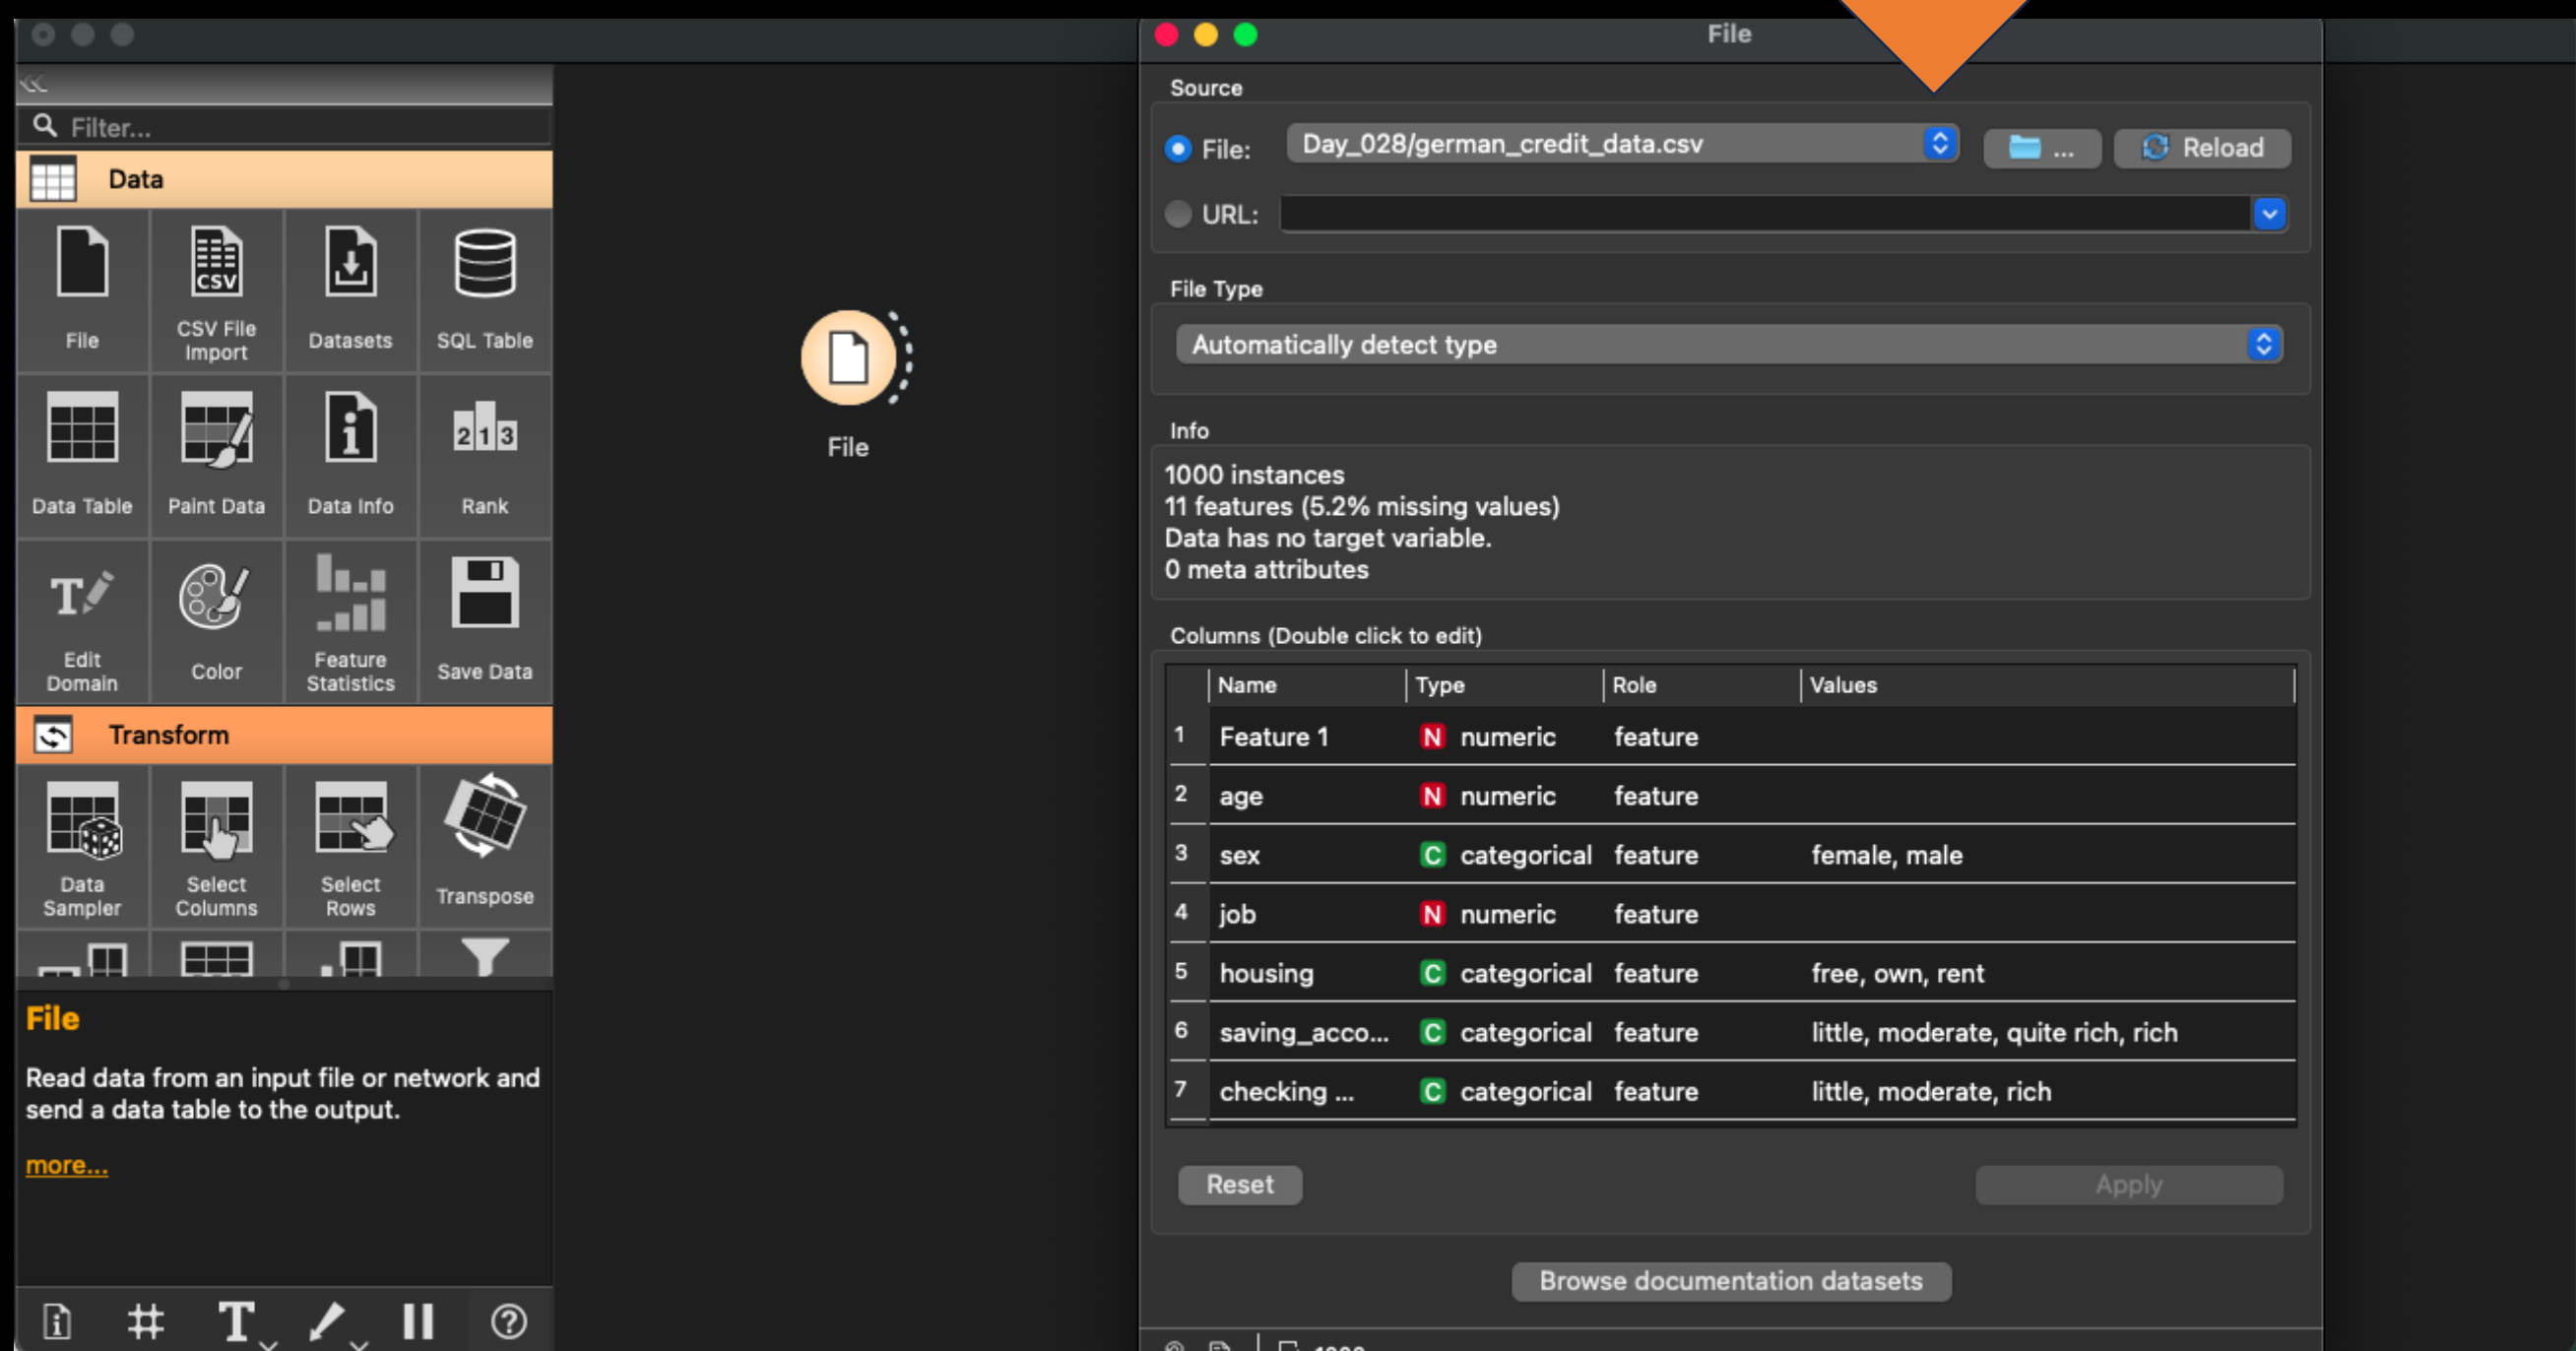 File
Filter...
Data
File
CSV File
Import
Datasets
SQL Table
Data Table
Paint Data
Data Info
Rank
Edit
Domain
Color
Feature
Statistics
Save Data
Transform
Data
Sampler
Select
Columns
Select
Rows
Transpose
File
Read data from an input file or network and
send a data table to the output.
more...
File
Source
File: Day_028/german_credit_data.csv ... Reload
URL:
File Type
Automatically detect type
Info
1000 instances
11 features (5.2% missing values)
Data has no target variable.
0 meta attributes
Columns (Double click to edit)
Name Type Role Values
1 Feature 1 N numeric feature
2 age N numeric feature
3 sex C categorical feature female, male
4 job N numeric feature
5 housing C categorical feature free, own, rent
6 saving_acco... C categorical feature little, moderate, quite rich, rich
7 checking ... C categorical feature little, moderate, rich
Reset Apply
Browse documentation datasets